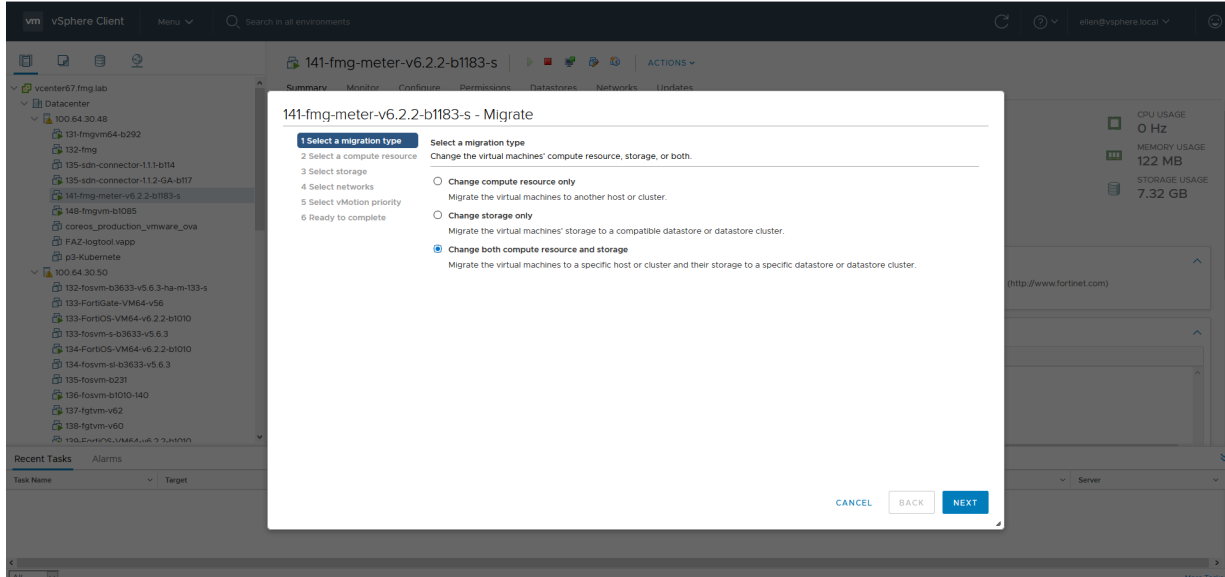 vm vSphere Client Menu Search in all environments ellen@vsphere.local
141-fmg-meter-v6.2.2-b1183-s ACTIONS
Summary Monitor Configure Permissions Datastores Networks Updates
vcenter67.fmg.lab
Datacenter
100.64.30.48
131-fmgvm64-b292
132-fmg
135-sdn-connector-1.1.1-b114
135-sdn-connector-1.1.2-GA-b117
141-fmg-meter-v6.2.2-b1183-s
148-fmgvm-b1085
coreos_production_vmware_ova
FAZ-logtool.vapp
p3-Kubernete
100.64.30.50
132-fosvm-b3633-v5.6.3-ha-m-133-s
133-FortiGate-VM64-v56
133-FortiOS-VM64-v6.2.2-b1010
133-fosvm-s-b3633-v5.6.3
134-FortiOS-VM64-v6.2.2-b1010
134-fosvm-sl-b3633-v5.6.3
135-fosvm-b231
136-fosvm-b1010-140
137-fgtvm-v62
138-fgtvm-v60
139-FortiOS-VM64-v6.2.2-b1010
141-fmg-meter-v6.2.2-b1183-s - Migrate
1 Select a migration type
2 Select a compute resource
3 Select storage
4 Select networks
5 Select vMotion priority
6 Ready to complete
Select a migration type
Change the virtual machines' compute resource, storage, or both.
Change compute resource only
Migrate the virtual machines to another host or cluster.
Change storage only
Migrate the virtual machines' storage to a compatible datastore or datastore cluster.
Change both compute resource and storage
Migrate the virtual machines to a specific host or cluster and their storage to a specific datastore or datastore cluster.
CANCEL BACK NEXT
CPU USAGE
0 Hz
MEMORY USAGE
122 MB
STORAGE USAGE
7.32 GB
(http://www.fortinet.com)
Recent Tasks Alarms
Task Name Target Server